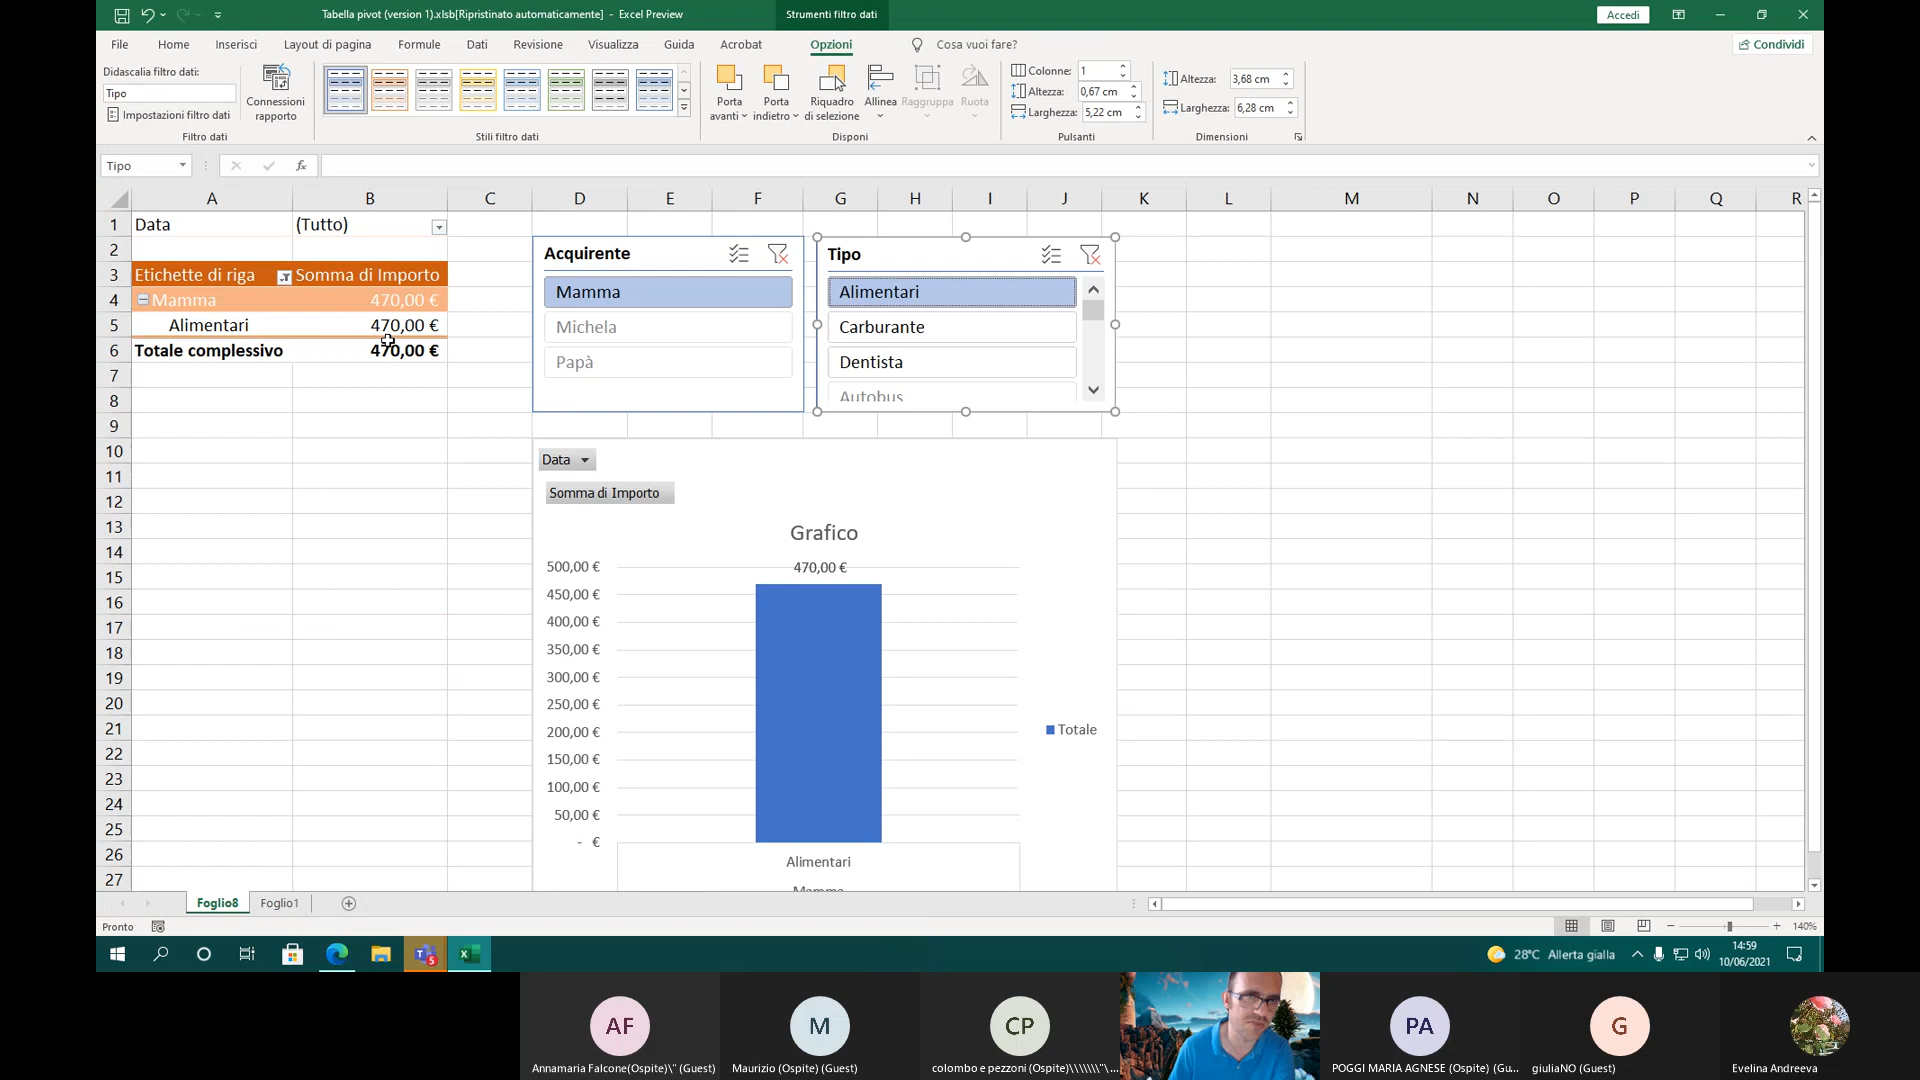 Tabella pivot (version 1).xlsb[Ripristinato automaticamente] - Excel Preview
Strumenti filtro dati
Accedi
File Home Inserisci Layout di pagina Formule Dati Revisione Visualizza Guida Acrobat Opzioni Cosa vuoi fare? Condividi
Didascalia filtro dati:
Tipo
Impostazioni filtro dati
Connessioni rapporto
Filtro dati
Stili filtro dati
Porta avanti
Porta indietro
Riquadro di selezione
Allinea
Raggruppa
Ruota
Disponi
Colonne: 1
Altezza: 0,67 cm
Larghezza: 5,22 cm
Pulsanti
Altezza: 3,68 cm
Larghezza: 6,28 cm
Dimensioni
Tipo
fx
A B C D E F G H I J K L M N O P Q R
1 Data (Tutto)
2
3 Etichette di riga Somma di Importo
4 Mamma 470,00 €
5 Alimentari 470,00 €
6 Totale complessivo 470,00 €
7
8
9
10
11
12
13
14
15
16
17
18
19
20
21
22
23
24
25
26
27
Acquirente
Mamma
Michela
Papà
Tipo
Alimentari
Carburante
Dentista
Autobus
Data
Somma di Importo
Grafico
500,00 €
450,00 €
400,00 €
350,00 €
300,00 €
250,00 €
200,00 €
150,00 €
100,00 €
50,00 €
- €
470,00 €
Totale
Alimentari
Mamma
Foglio8 Foglio1
Pronto
140%
5
28°C Allerta gialla
14:59
10/06/2021
AF
Annamaria Falcone(Ospite)\" (Guest)
M
Maurizio (Ospite) (Guest)
CP
colombo e pezzoni (Ospite)\\\\\\\"\...
PA
POGGI MARIA AGNESE (Ospite) (Gu...
G
giuliaNO (Guest)
Evelina Andreeva